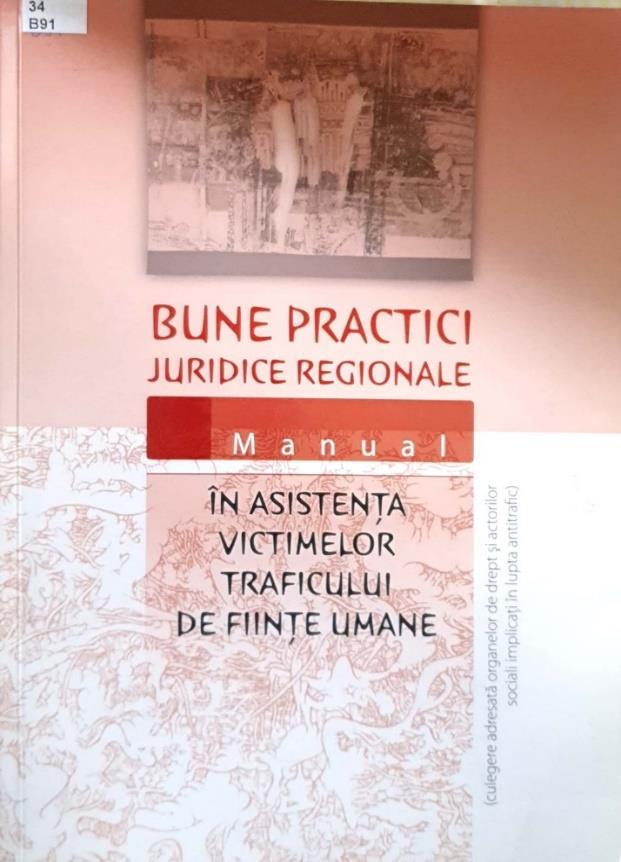 34
B91
BUNE PRACTICI
JURIDICE REGIONALE
Manual
ÎN ASISTENȚA
VICTIMELOR
TRAFICULUI
DE FIINȚE UMANE
(culegere adresată organelor de drept și actorilor
sociali implicați în lupta antitrafic)